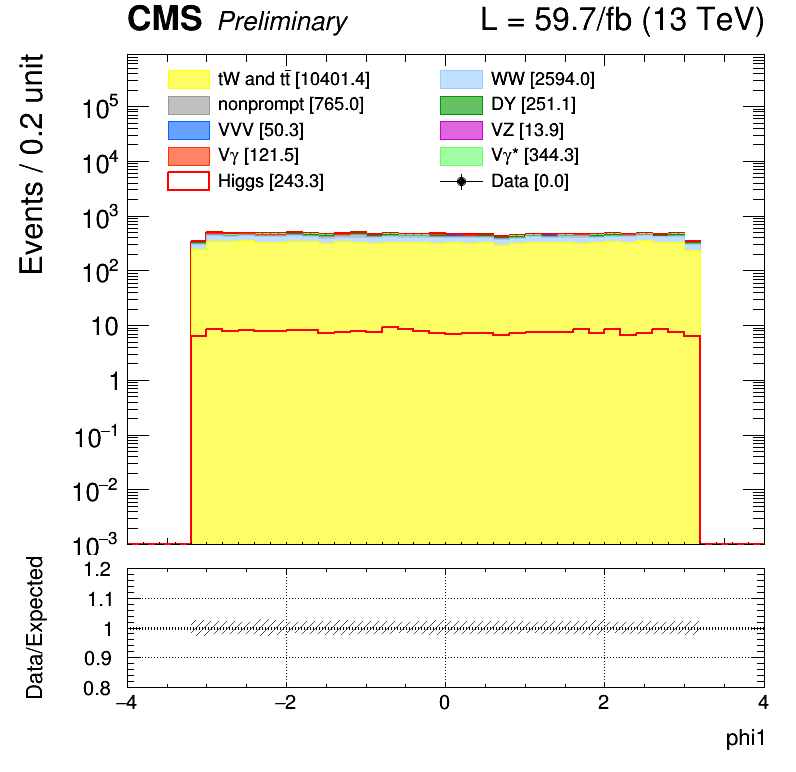 CMS Preliminary L = 59.7/fb (13 TeV)
Events / 0.2 unit
tW and tt̄ [10401.4] WW [2594.0]
nonprompt [765.0] DY [251.1]
VVV [50.3] VZ [13.9]
Vγ [121.5] Vγ* [344.3]
Higgs [243.3] Data [0.0]
10⁵
10⁴
10³
10²
10
1
10⁻¹
10⁻²
10⁻³
Data/Expected
1.2
1.1
1
0.9
0.8
−4 −2 0 2 4
phi1